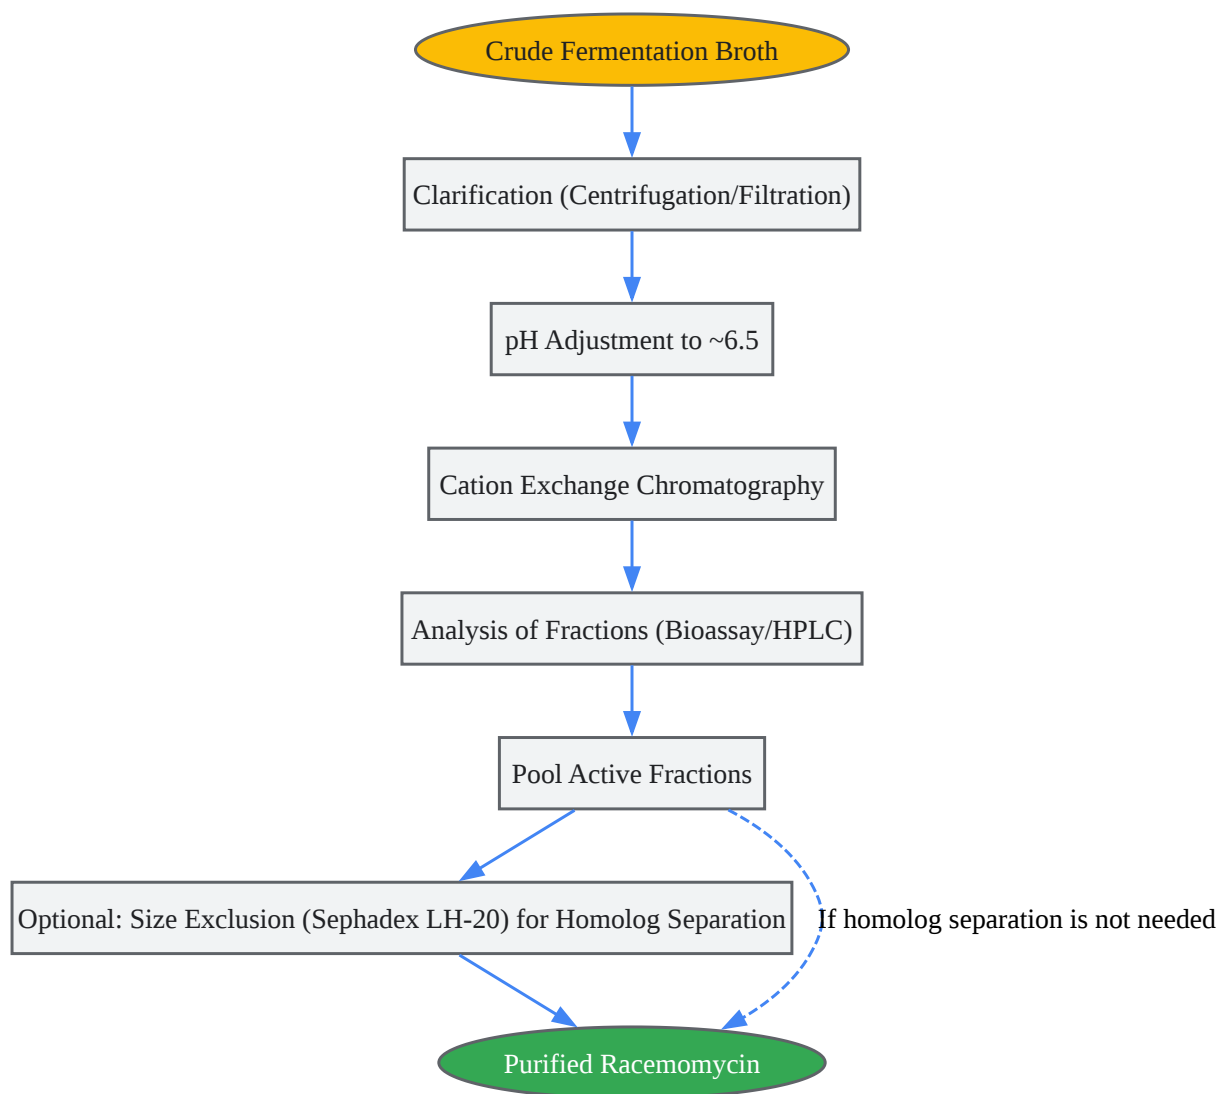 Crude Fermentation Broth
Clarification (Centrifugation/Filtration)
pH Adjustment to ~6.5
Cation Exchange Chromatography
Analysis of Fractions (Bioassay/HPLC)
Pool Active Fractions
Optional: Size Exclusion (Sephadex LH-20) for Homolog Separation
If homolog separation is not needed
Purified Racemomycin